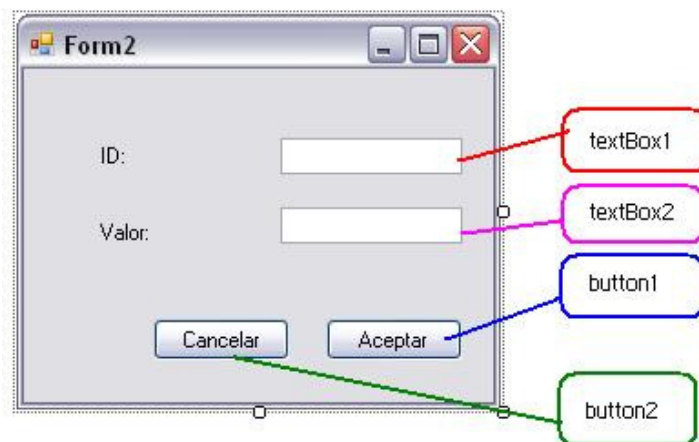 Form2
ID:
textBox1
Valor:
textBox2
button1
Cancelar
Aceptar
button2